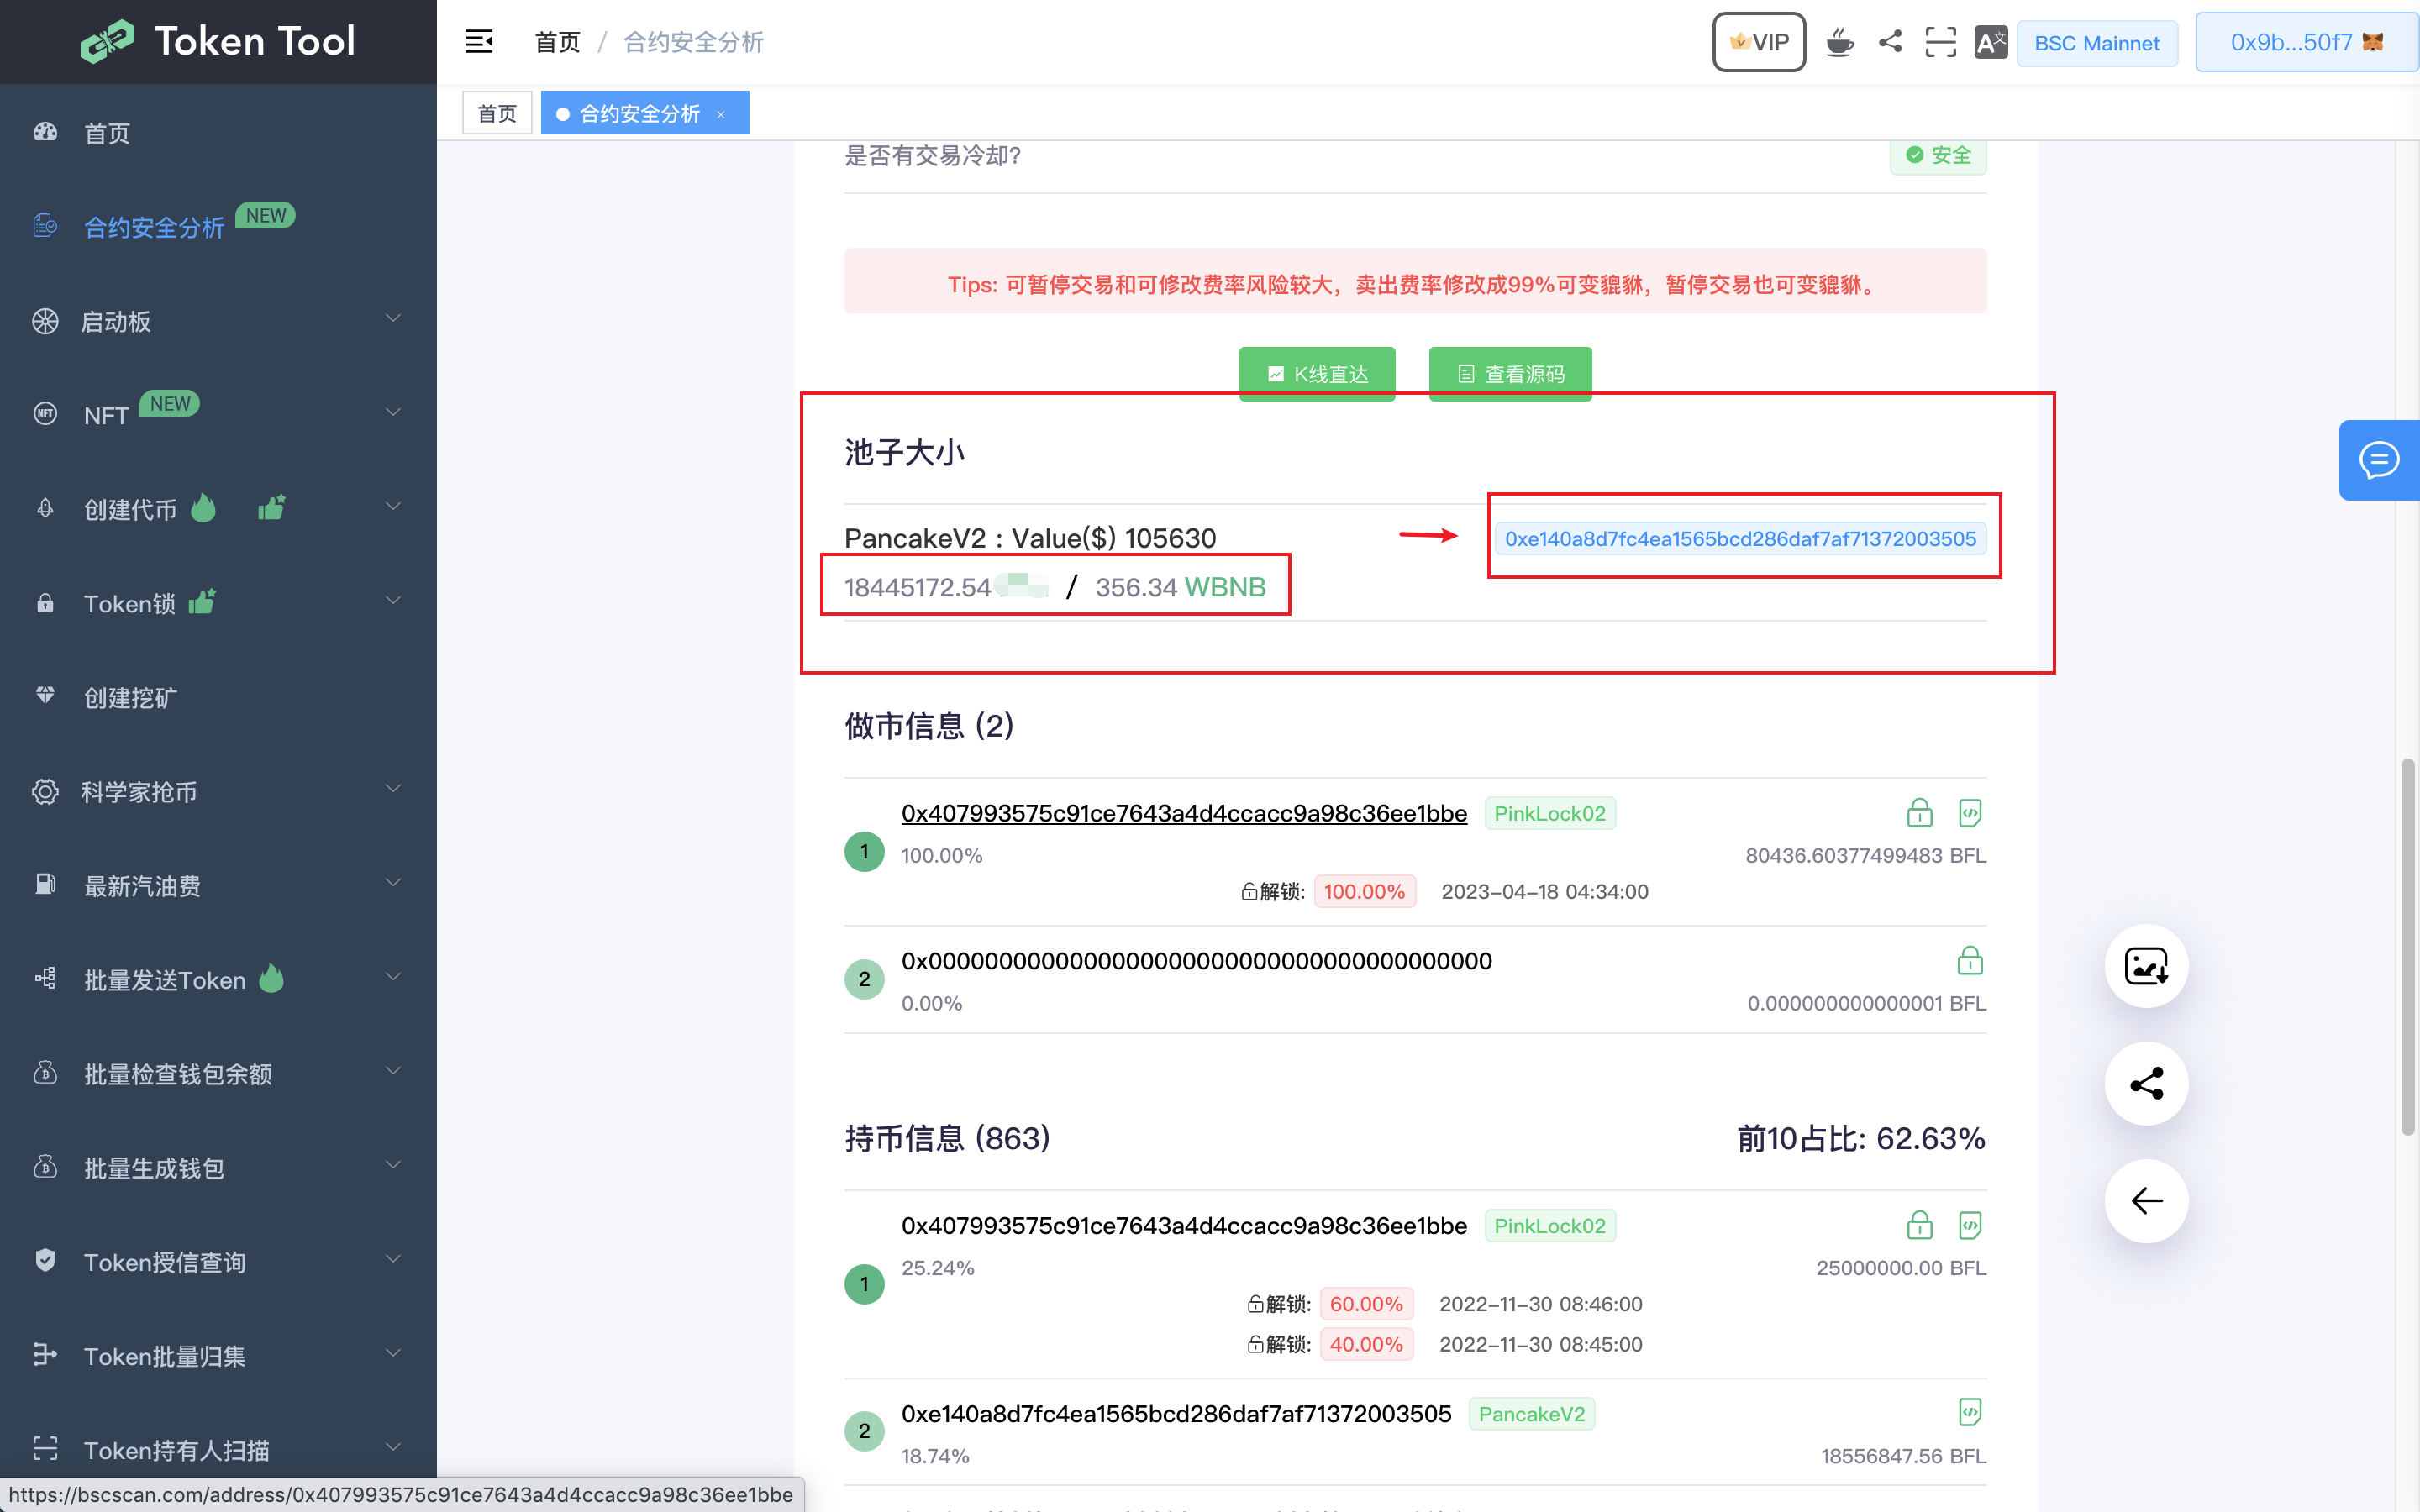 Token Tool
首页 / 合约安全分析
VIP
BSC Mainnet
0x9b...50f7
首页
合约安全分析 ×
首页
合约安全分析 NEW
启动板
NFT NEW
创建代币
Token锁
创建挖矿
科学家抢币
最新汽油费
批量发送Token
批量检查钱包余额
批量生成钱包
Token授信查询
Token批量归集
Token持有人扫描
是否有交易冷却?
安全
Tips: 可暂停交易和可修改费率风险较大，卖出费率修改成99%可变貔貅，暂停交易也可变貔貅。
K线直达
查看源码
池子大小
PancakeV2 : Value($) 105630
0xe140a8d7fc4ea1565bcd286daf7af71372003505
18445172.54 / 356.34 WBNB
做市信息 (2)
1
0x407993575c91ce7643a4d4ccacc9a98c36ee1bbe PinkLock02
100.00%
80436.60377499483 BFL
解锁: 100.00% 2023-04-18 04:34:00
2
0x0000000000000000000000000000000000000000
0.00%
0.000000000000001 BFL
持币信息 (863)
前10占比: 62.63%
1
0x407993575c91ce7643a4d4ccacc9a98c36ee1bbe PinkLock02
25.24%
25000000.00 BFL
解锁: 60.00% 2022-11-30 08:46:00
解锁: 40.00% 2022-11-30 08:45:00
2
0xe140a8d7fc4ea1565bcd286daf7af71372003505 PancakeV2
18.74%
18556847.56 BFL
https://bscscan.com/address/0x407993575c91ce7643a4d4ccacc9a98c36ee1bbe